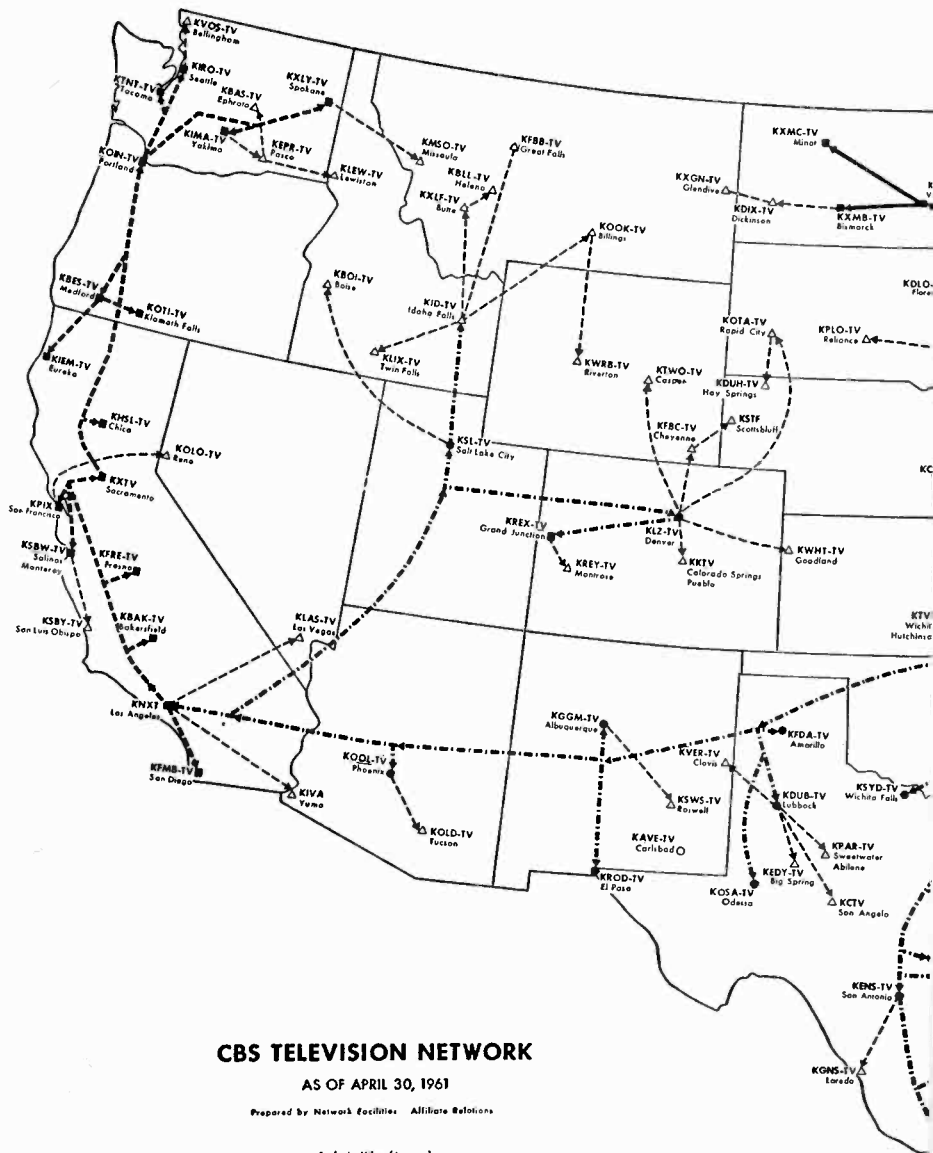 KVOS-TV
Bellingham
KIRO-TV
Seattle
KTNT-TV
Tacoma
KBAS-TV
Ephrata
KXLY-TV
Spokane
KIMA-TV
Yakima
KEPR-TV
Pasco
KOIN-TV
Portland
KLEW-TV
Lewiston
KMSO-TV
Missoula
KFBB-TV
Great Falls
KBLL-TV
Helena
KXLF-TV
Butte
KXMC-TV
Minot
KXGN-TV
Glendive
KDIX-TV
Dickinson
KXMB-TV
Bismarck
KOOK-TV
Billings
KBES-TV
Medford
KOTI-TV
Klamath Falls
KBOI-TV
Boise
KID-TV
Idaho Falls
KDLO-
KOTA-TV
Rapid City
KPLO-TV
Reliance
KIEM-TV
Eureka
KLIX-TV
Twin Falls
KWRB-TV
Riverton
KTWO-TV
Casper
KDUH-TV
Hay Springs
KHSL-TV
Chico
KOLO-TV
Reno
KSL-TV
Salt Lake City
KFBC-TV
Cheyenne
KSTF
Scottsbluff
KXTV
Sacramento
KC
KPIX
San Francisco
KREX-TV
Grand Junction
KLZ-TV
Denver
KSBW-TV
Salinas
Monterey
KFRE-TV
Fresno
KREY-TV
Montrose
KKTV
Colorado Springs
Pueblo
KWHT-TV
Goodland
KSBY-TV
San Luis Obispo
KBAK-TV
Bakersfield
KLAS-TV
Las Vegas
KTV
Wichit
Hutchinso
KNXT
Los Angeles
KGGM-TV
Albuquerque
KFDA-TV
Amarillo
KFMB-TV
San Diego
KOOL-TV
Phoenix
KVER-TV
Clovis
KIVA
Yuma
KSWS-TV
Roswell
KDUB-TV
Lubbock
KSYD-TV
Wichita Falls
KOLD-TV
Tucson
KAVE-TV
Carlsbad
KPAR-TV
Sweetwater
Abilene
KEDY-TV
Big Spring
KROD-TV
El Paso
KOSA-TV
Odessa
KCTV
San Angelo
KENS-TV
San Antonio
KGNS-TV
Laredo
CBS TELEVISION NETWORK
AS OF APRIL 30, 1961
Prepared by Network Facilities Affiliate Relations